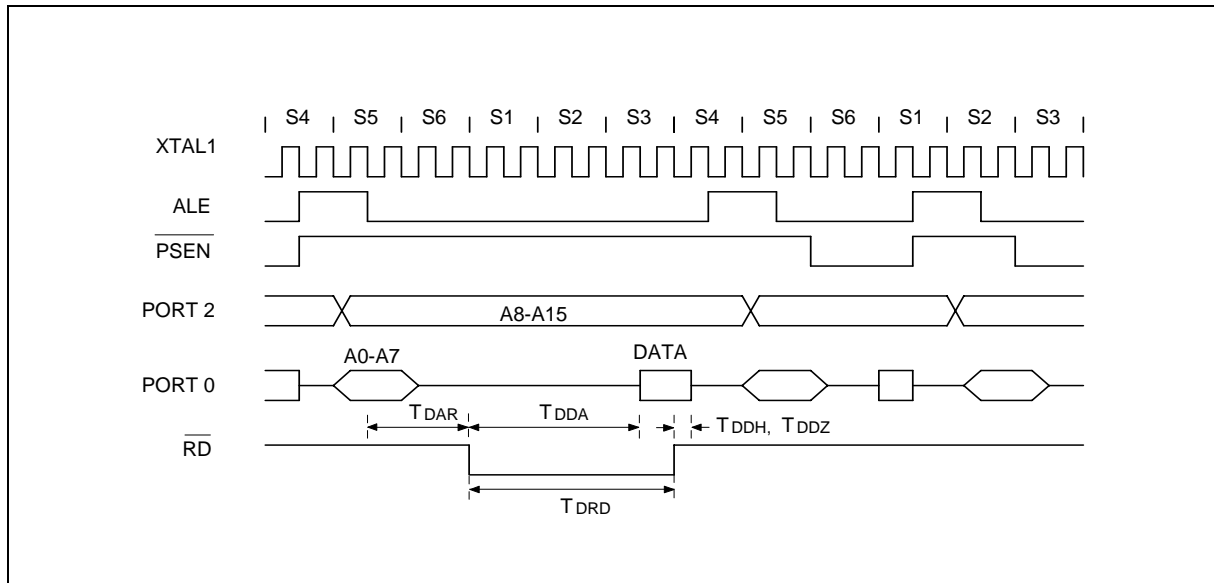 S4 S5 S6 S1 S2 S3 S4 S5 S6 S1 S2 S3
XTAL1
ALE
PSEN
PORT 2
A8-A15
A0-A7
DATA
PORT 0
TDAR
TDDA
TDDH, TDDZ
RD
TDRD